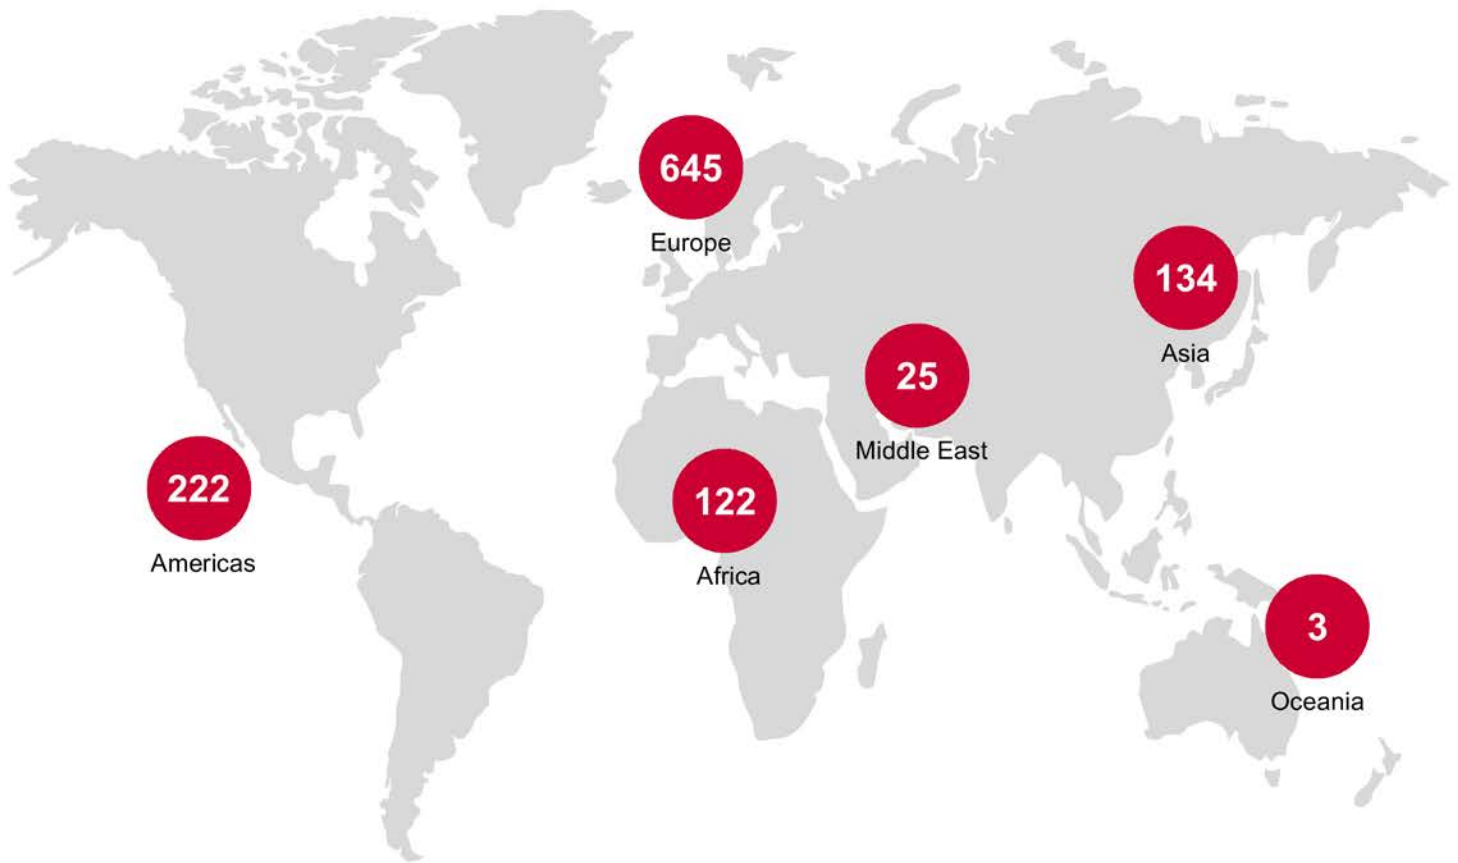 645
Europe
134
Asia
25
Middle East
222
Americas
122
Africa
3
Oceania